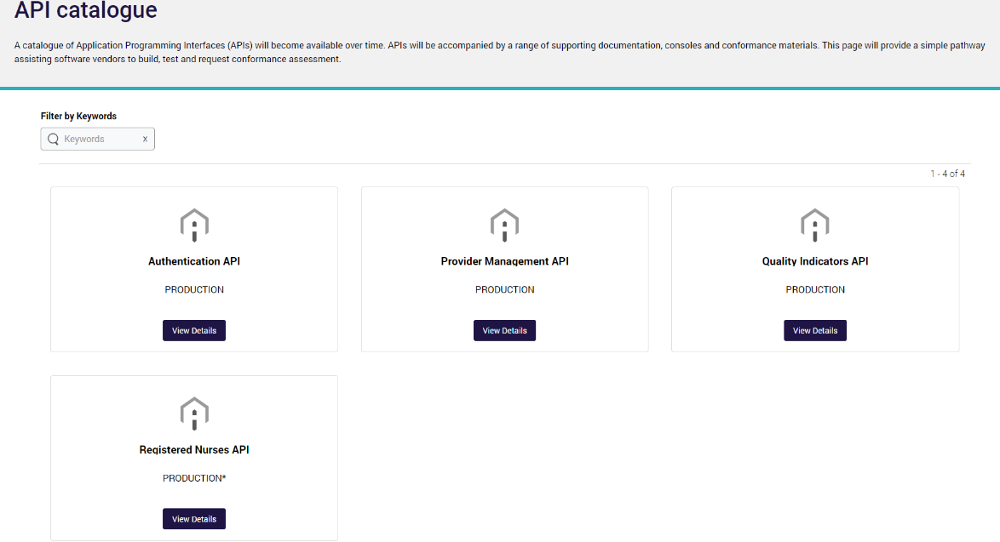 API catalogue
A catalogue of Application Programming Interfaces (APIs) will become available over time. APIs will be accompanied by a range of supporting documentation, consoles and conformance materials. This page will provide a simple pathway
assisting software vendors to build, test and request conformance assessment.
Filter by Keywords
Keywords x
1 - 4 of 4
Authentication API
PRODUCTION
View Details
Provider Management API
PRODUCTION
View Details
Quality Indicators API
PRODUCTION
View Details
Registered Nurses API
PRODUCTION*
View Details